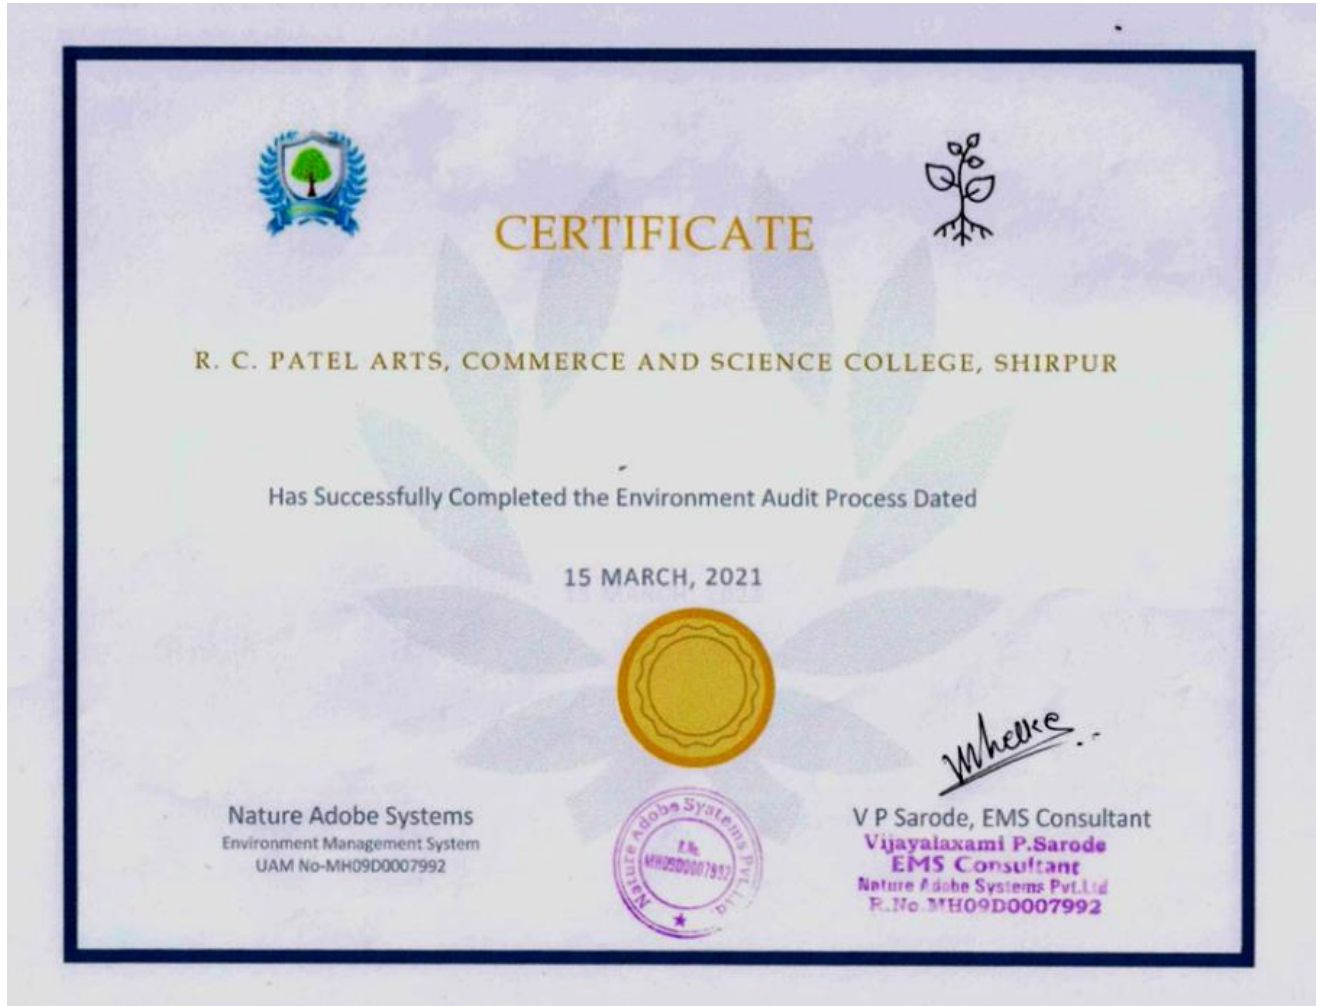 CERTIFICATE
R. C. PATEL ARTS, COMMERCE AND SCIENCE COLLEGE, SHIRPUR
Has Successfully Completed the Environment Audit Process Dated
15 MARCH, 2021
Nature Adobe Systems
Environment Management System
UAM No-MH09D0007992
Nature Adobe Systems Pvt. Ltd.
R.No.
MH09D0007992
V P Sarode, EMS Consultant
Vijayalaxami P.Sarode
EMS Consultant
Nature Adobe Systems Pvt.Ltd
R.No.MH09D0007992